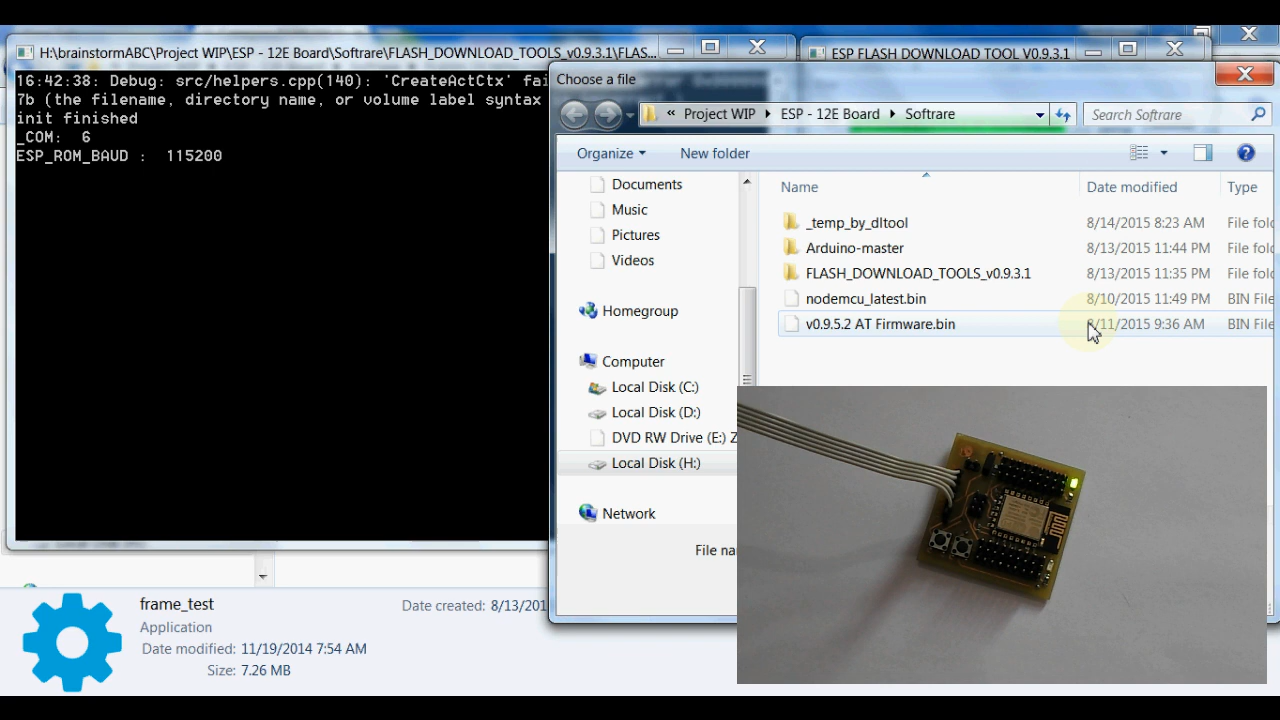 H:\brainstormABC\Project WIP\ESP - 12E Board\Softrare\FLASH_DOWNLOAD_TOOLS_v0.9.3.1\FLAS...
16:42:38: Debug: src/helpers.cpp(140): 'CreateActCtx' fai
7b (the filename, directory name, or volume label syntax
init finished
_COM: 6
ESP_ROM_BAUD : 115200
ESP FLASH DOWNLOAD TOOL V0.9.3.1
Choose a file
« Project WIP ESP - 12E Board Softrare
Search Softrare
Organize New folder
Documents
Music
Pictures
Videos
Homegroup
Computer
Local Disk (C:)
Local Disk (D:)
DVD RW Drive (E:) Z
Local Disk (H:)
Network
Name Date modified Type
_temp_by_dltool 8/14/2015 8:23 AM File fold
Arduino-master 8/13/2015 11:44 PM File fold
FLASH_DOWNLOAD_TOOLS_v0.9.3.1 8/13/2015 11:35 PM File fold
nodemcu_latest.bin 8/10/2015 11:49 PM BIN File
v0.9.5.2 AT Firmware.bin 8/11/2015 9:36 AM BIN File
File na
frame_test Date created: 8/13/201
Application
Date modified: 11/19/2014 7:54 AM
Size: 7.26 MB